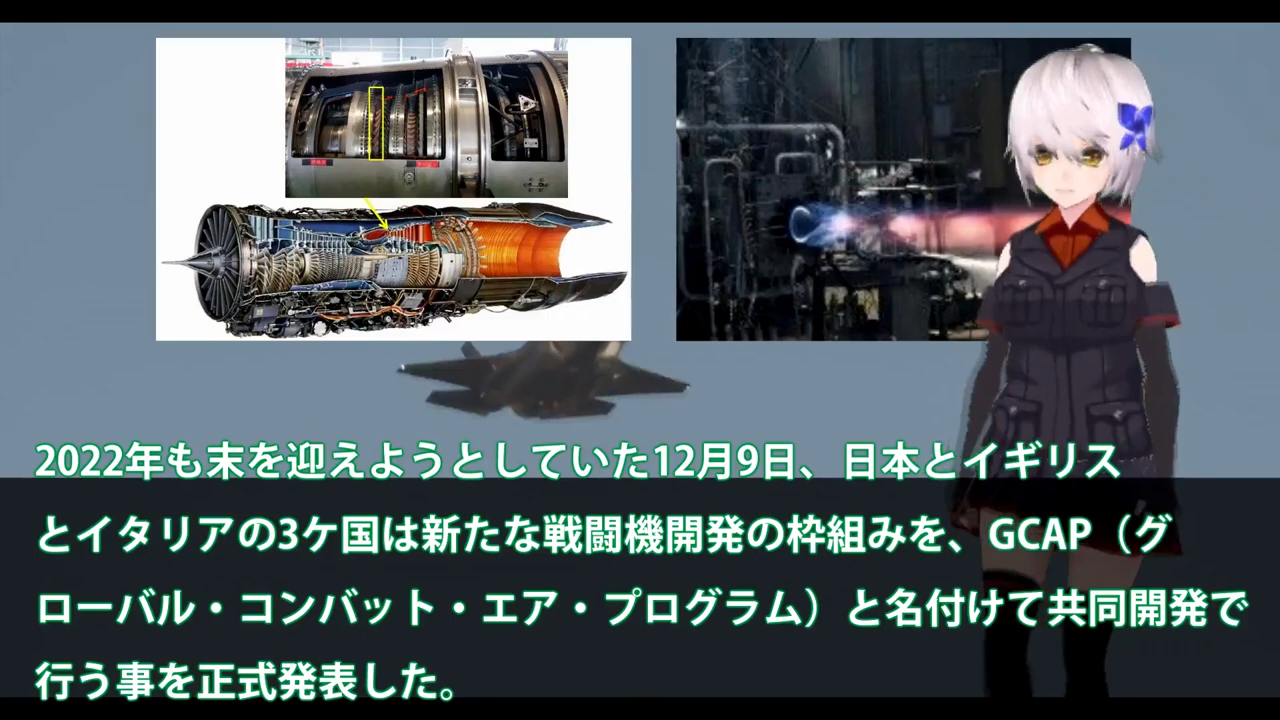 2022年も末を迎えようとしていた12月9日、日本とイギリス
とイタリアの3ケ国は新たな戦闘機開発の枠組みを、GCAP（グ
ローバル・コンバット・エア・プログラム）と名付けて共同開発で
行う事を正式発表した。